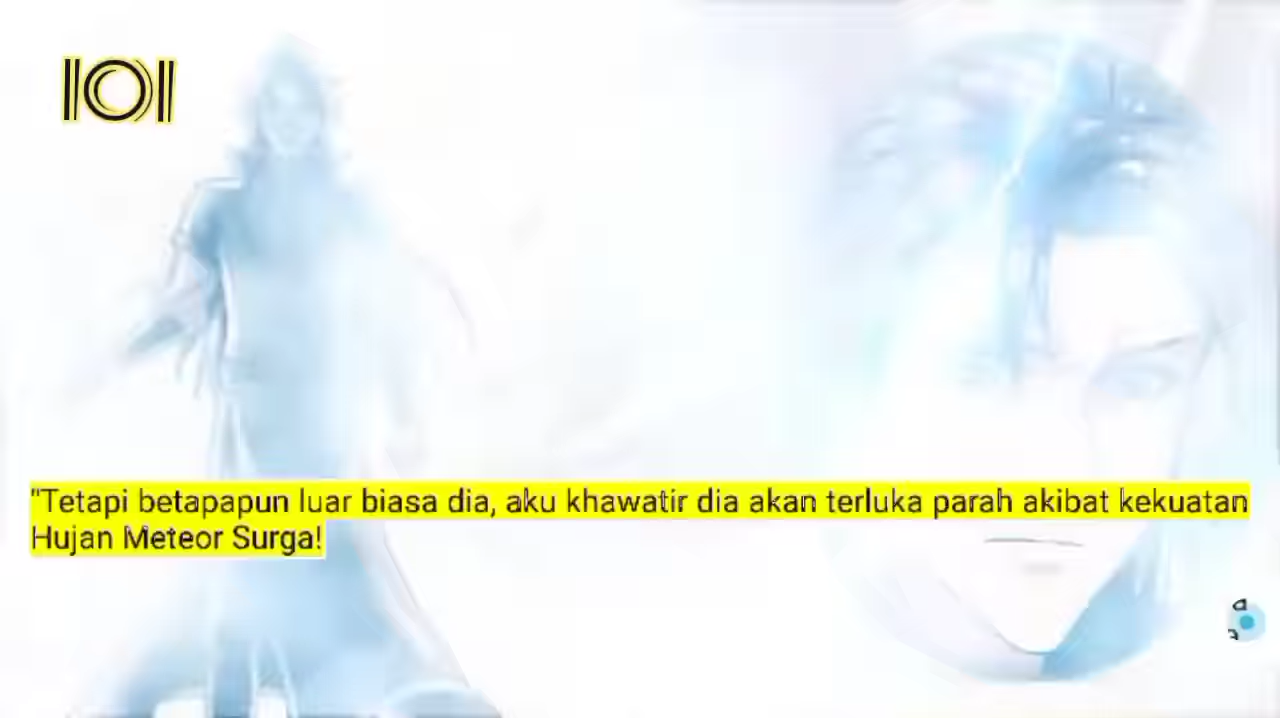 IOI
"Tetapi betapapun luar biasa dia, aku khawatir dia akan terluka parah akibat kekuatan
Hujan Meteor Surga!